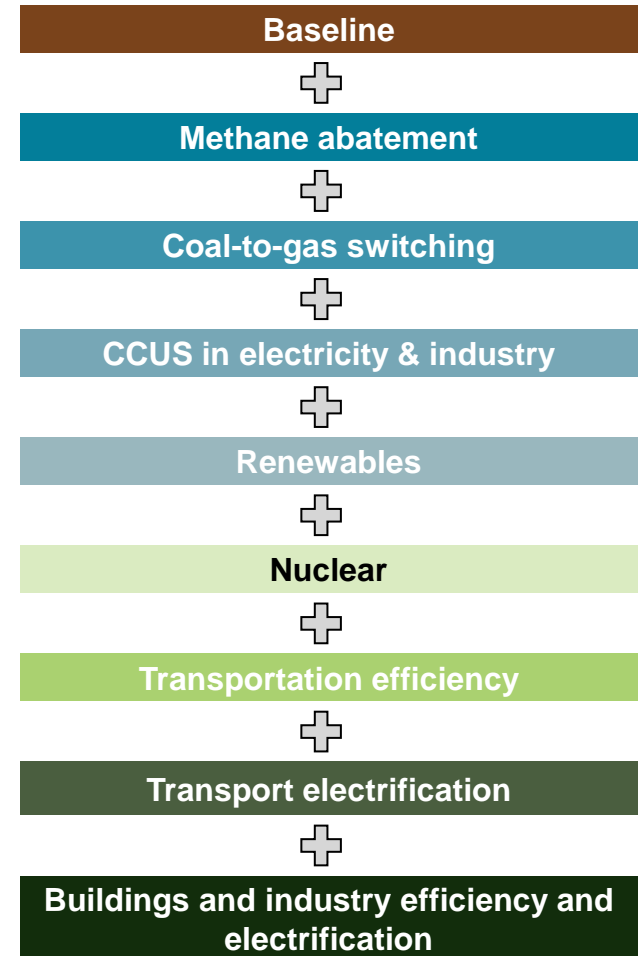 Baseline
Methane abatement
Coal-to-gas switching
CCUS in electricity & industry
Renewables
Nuclear
Transportation efficiency
Transport electrification
Buildings and industry efficiency and
electrification